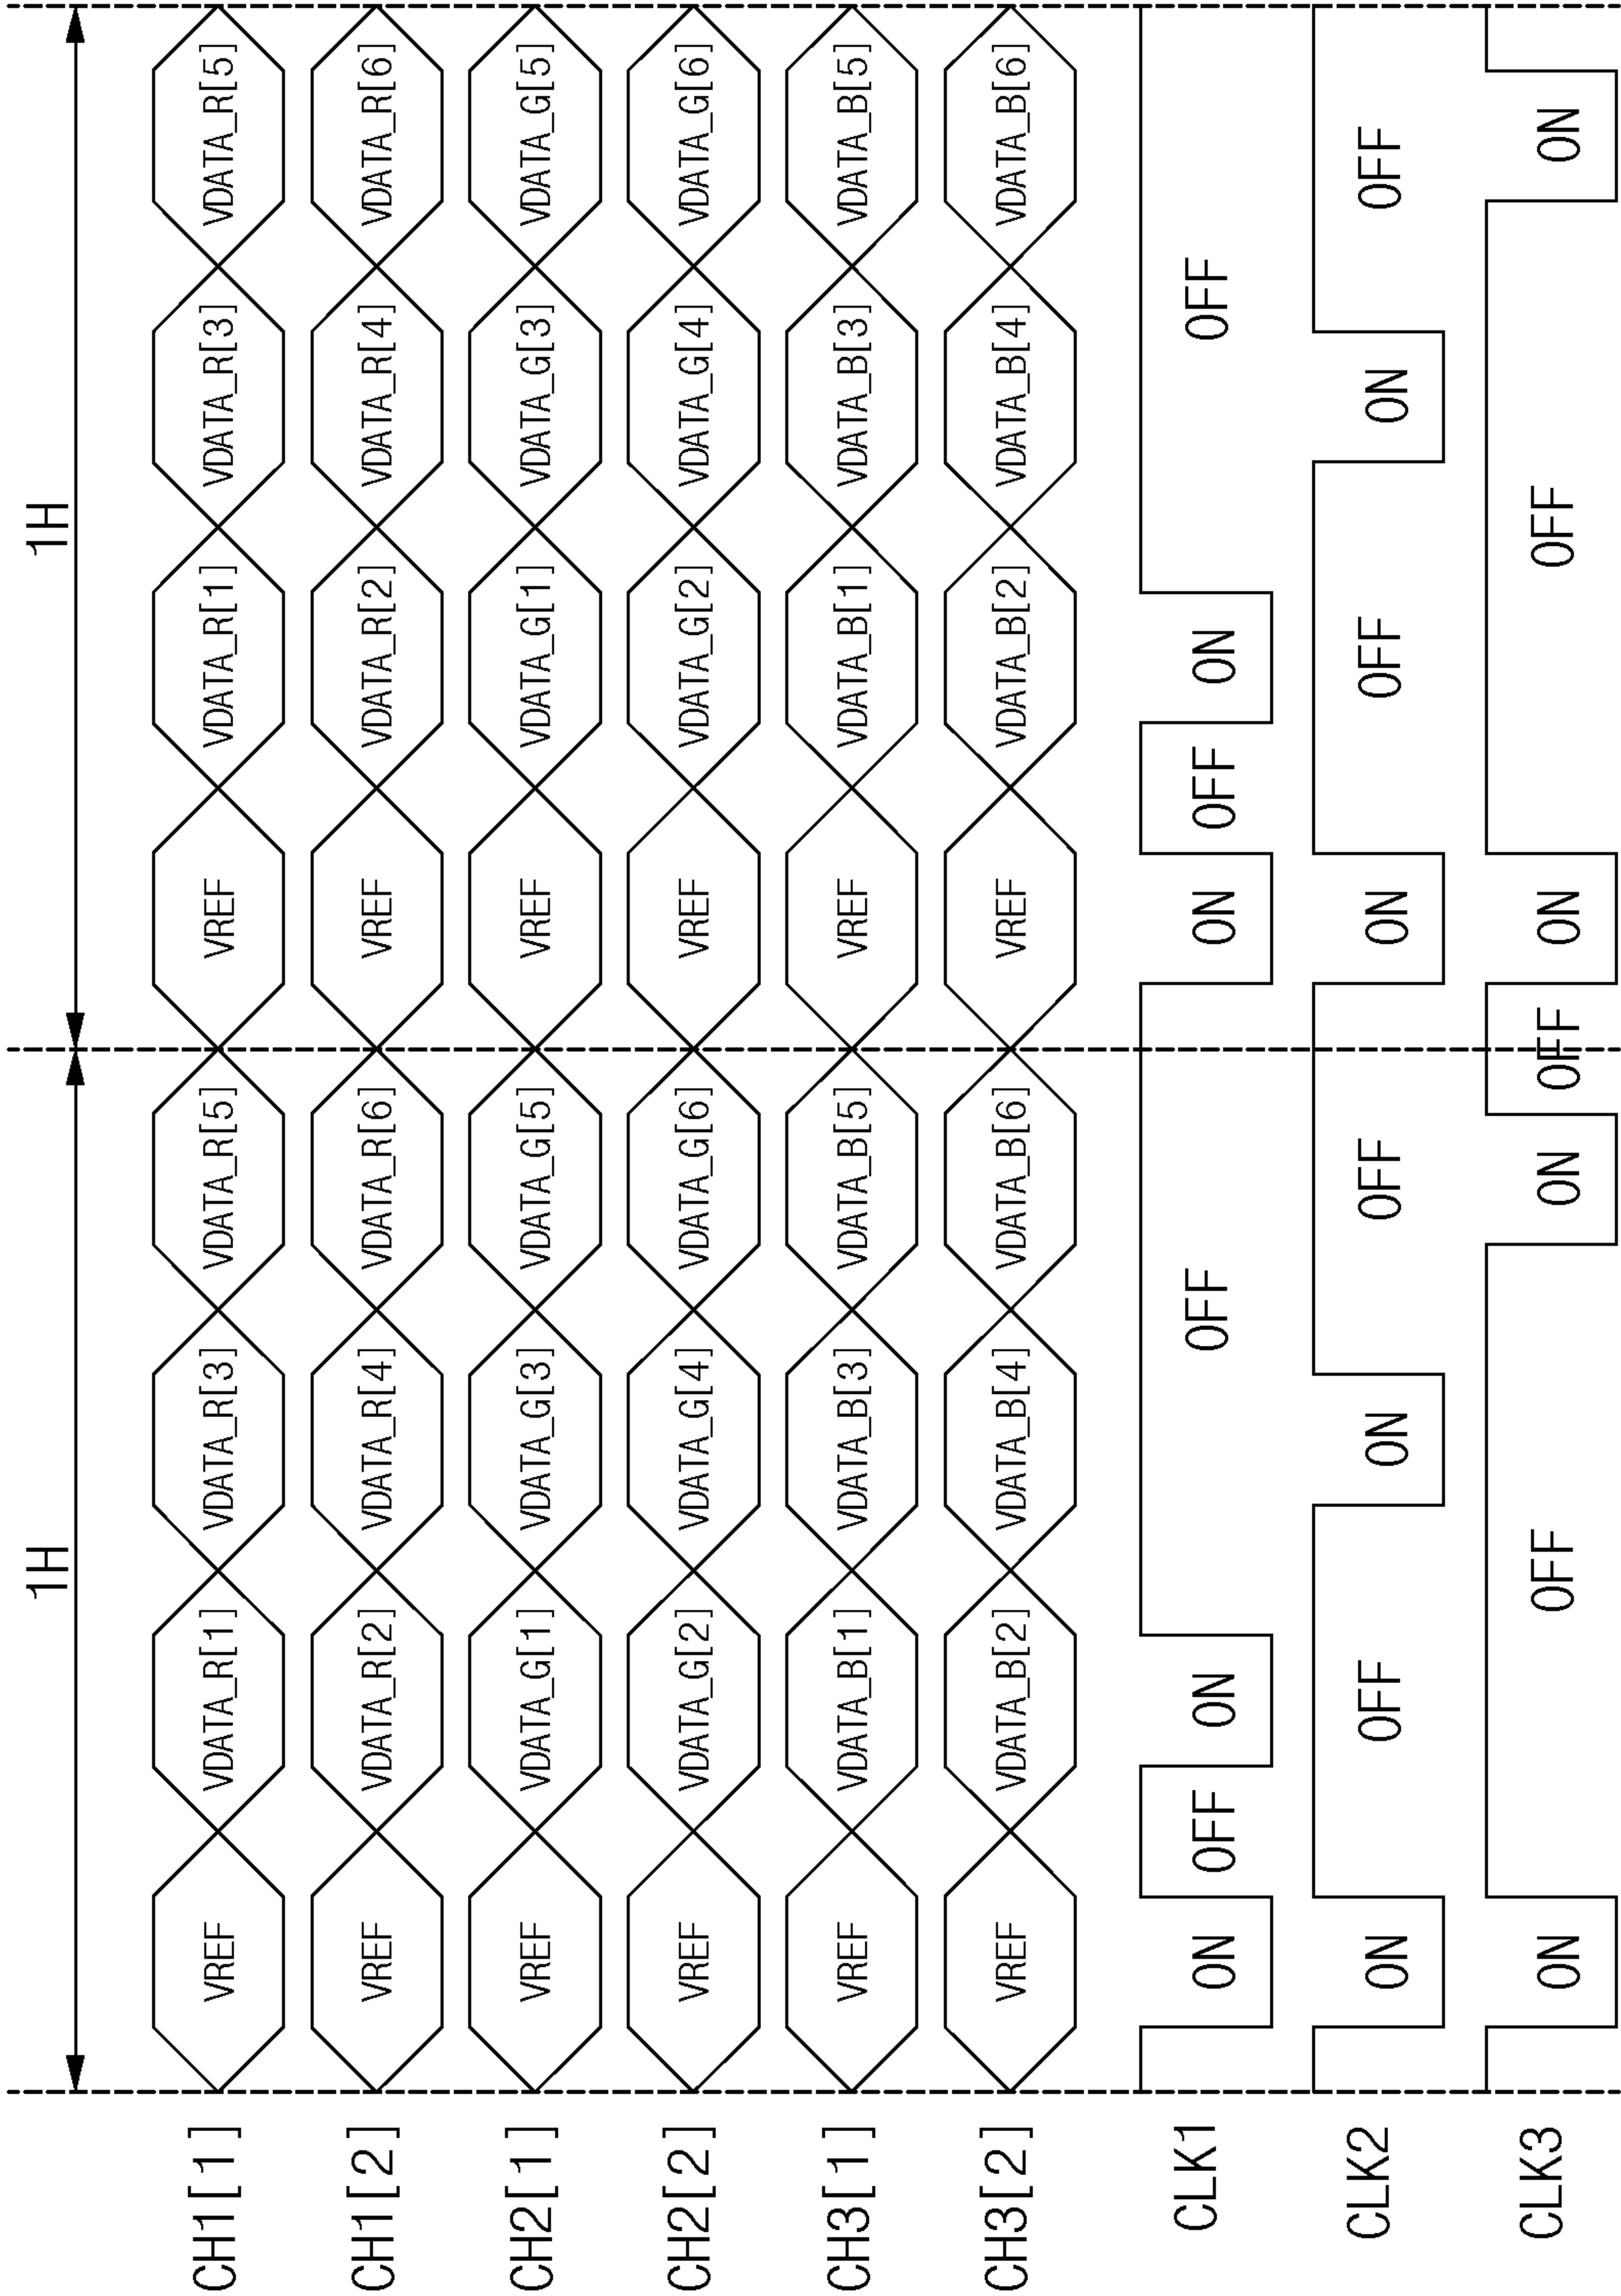 1H 1H
CH1[1] VREF VDATA_R[1] VDATA_R[3] VDATA_R[5] VREF VDATA_R[1] VDATA_R[3] VDATA_R[5]
CH1[2] VREF VDATA_R[2] VDATA_R[4] VDATA_R[6] VREF VDATA_R[2] VDATA_R[4] VDATA_R[6]
CH2[1] VREF VDATA_G[1] VDATA_G[3] VDATA_G[5] VREF VDATA_G[1] VDATA_G[3] VDATA_G[5]
CH2[2] VREF VDATA_G[2] VDATA_G[4] VDATA_G[6] VREF VDATA_G[2] VDATA_G[4] VDATA_G[6]
CH3[1] VREF VDATA_B[1] VDATA_B[3] VDATA_B[5] VREF VDATA_B[1] VDATA_B[3] VDATA_B[5]
CH3[2] VREF VDATA_B[2] VDATA_B[4] VDATA_B[6] VREF VDATA_B[2] VDATA_B[4] VDATA_B[6]
CLK1 ON OFF ON OFF ON OFF ON OFF
CLK2 ON OFF ON OFF ON OFF ON OFF
CLK3 ON OFF ON OFF ON OFF ON